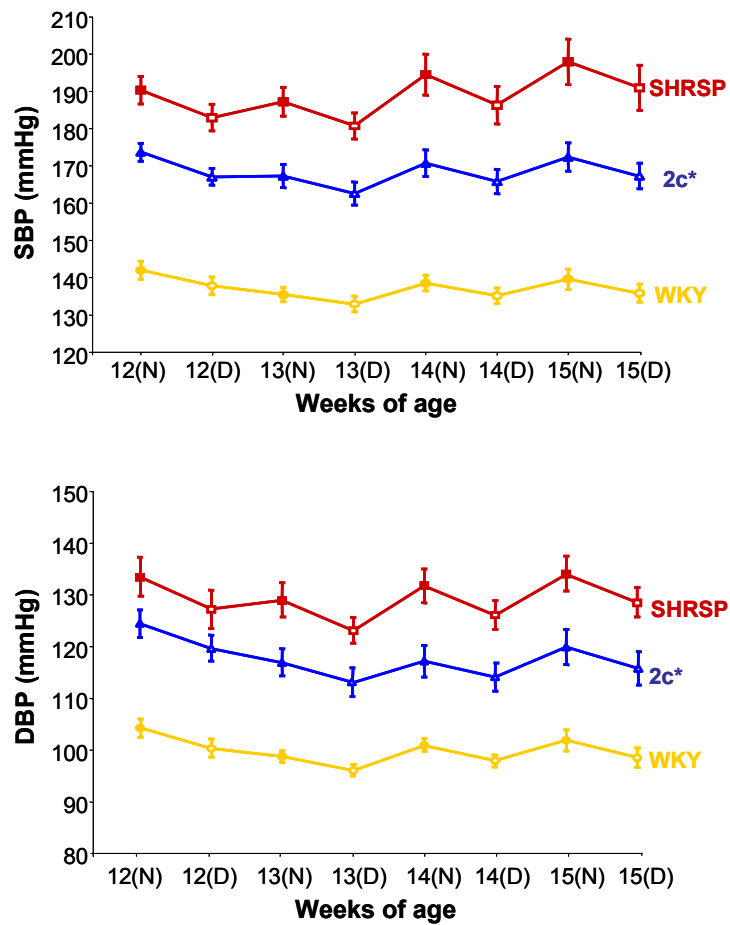 210
200
190
180
170
160
150
140
130
120
SBP (mmHg)
SHRSP
2c*
WKY
12(N) 12(D) 13(N) 13(D) 14(N) 14(D) 15(N) 15(D)
Weeks of age
150
140
130
120
110
100
90
80
DBP (mmHg)
SHRSP
2c*
WKY
12(N) 12(D) 13(N) 13(D) 14(N) 14(D) 15(N) 15(D)
Weeks of age